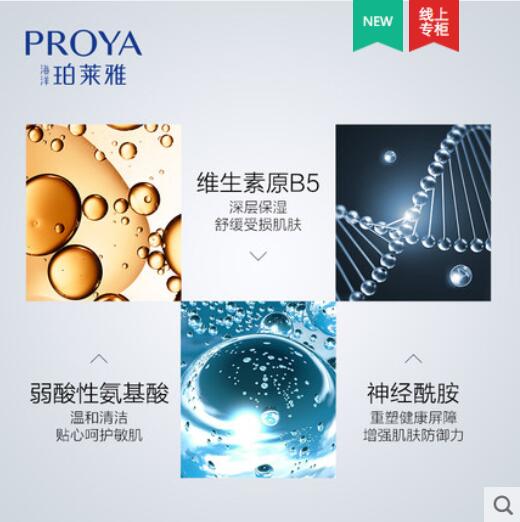 NEW
线上
专柜
PROYA
海洋
珀莱雅
维生素原B5
深层保湿
舒缓受损肌肤
弱酸性氨基酸
温和清洁
贴心呵护敏肌
神经酰胺
重塑健康屏障
增强肌肤防御力